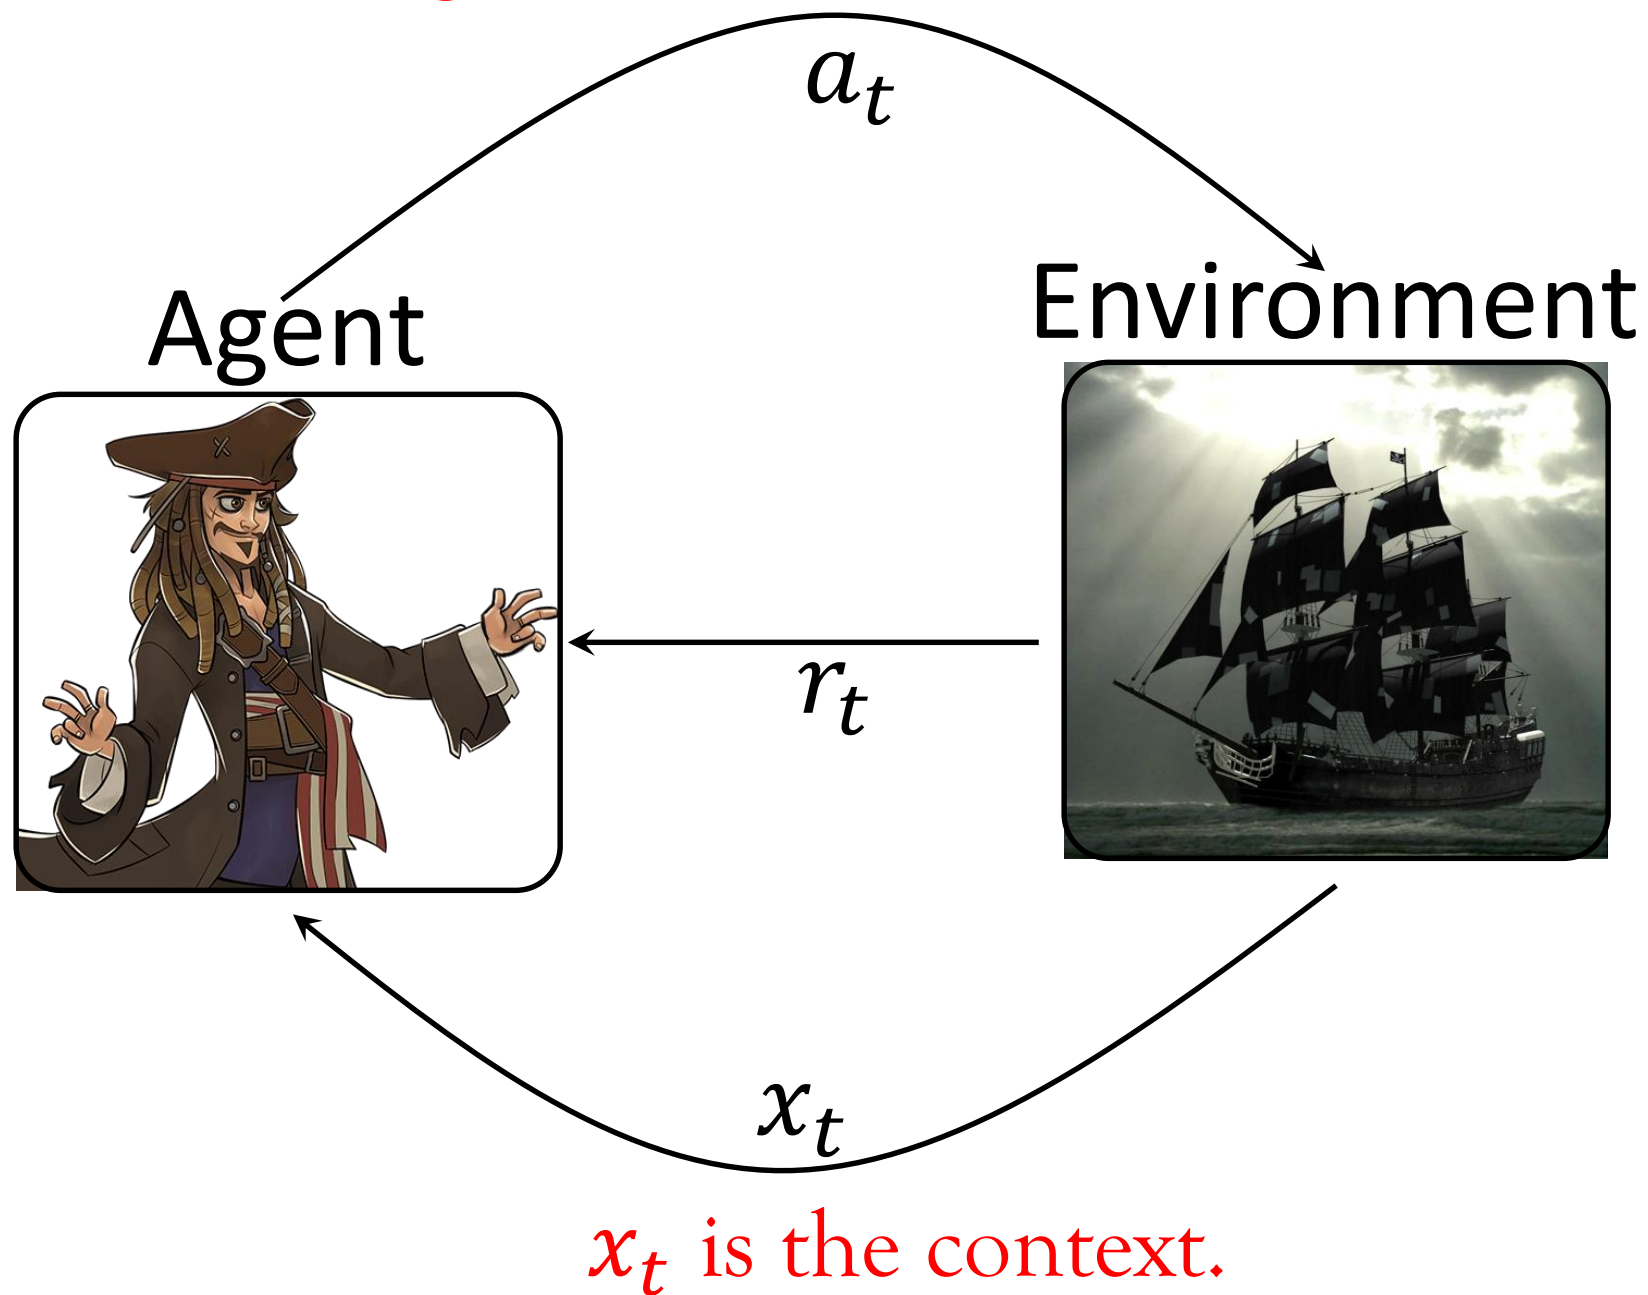 a_t
Environment
Agent
r_t
x_t
x_t is the context.